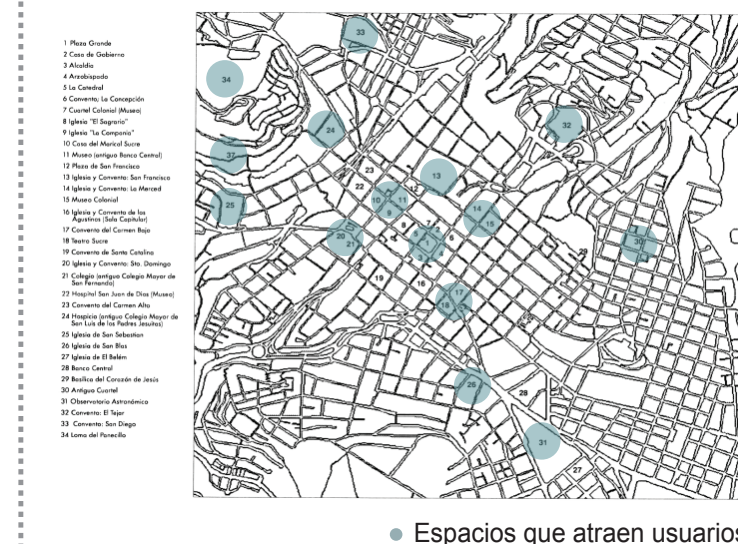 1 Plaza Grande
2 Casa de Gobierno
3 Alcaldía
4 Arzobispado
5 La Catedral
6 Convento; La Concepción
7 Cuartel Colonial (Museo)
8 Iglesia "El Sagrario"
9 Iglesia "La Compania"
10 Casa del Marical Sucre
11 Museo (antiguo Banco Central)
12 Plaza de San Francisco
13 Iglesia y Convento: San Francisco
14 Iglesia y Convento: La Merced
15 Museo Colonial
16 Iglesia y Convento de los
Agustinos (Sala Capitular)
17 Convento del Carmen Bajo
18 Teatro Sucre
19 Convento de Santa Catalina
20 Iglesia y Convento: Sto. Domingo
21 Colegio (antiguo Colegio Mayor de
San Fernando)
22 Hospital San Juan de Dios (Museo)
23 Convento del Carmen Alto
24 Hospicio (antiguo Colegio Mayor de
San Luis de los Padres Jesuitas)
25 Iglesia de San Sebastian
26 Iglesia de San Blas
27 Iglesia de El Belém
28 Banco Central
29 Basílica del Corazón de Jesús
30 Antiguo Cuartel
31 Observatorio Astronómico
32 Convento: El Tejar
33 Convento: San Diego
34 Loma del Panecillo
33
34
24
32
37
23
13
22
12
10
11
25
9
14
15
8
7
2
20
5
1
6
21
29
30
19
16
17
18
26
28
31
27
Espacios que atraen usuarios